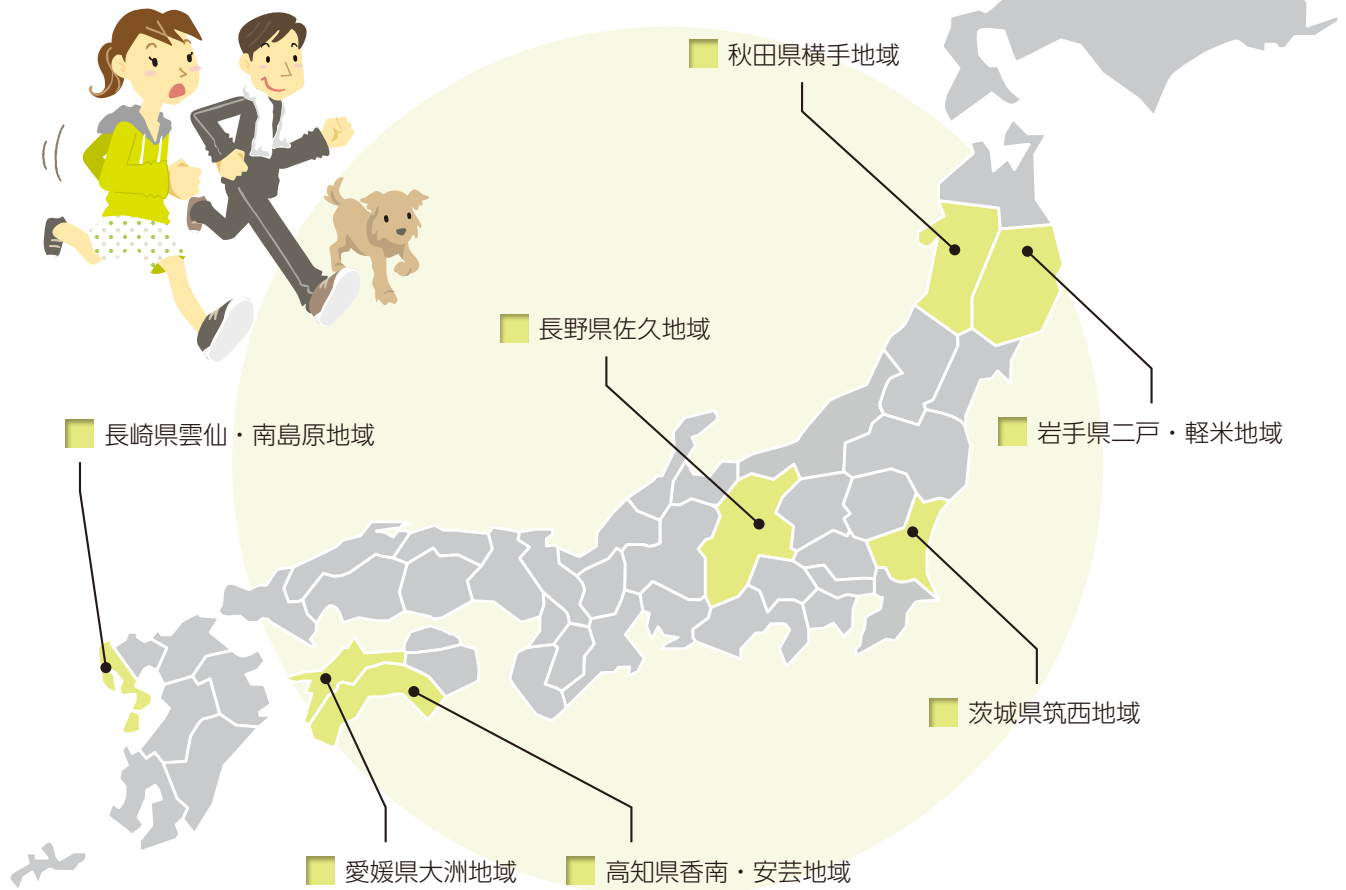 秋田県横手地域
長野県佐久地域
長崎県雲仙・南島原地域
岩手県二戸・軽米地域
茨城県筑西地域
愛媛県大洲地域
高知県香南・安芸地域